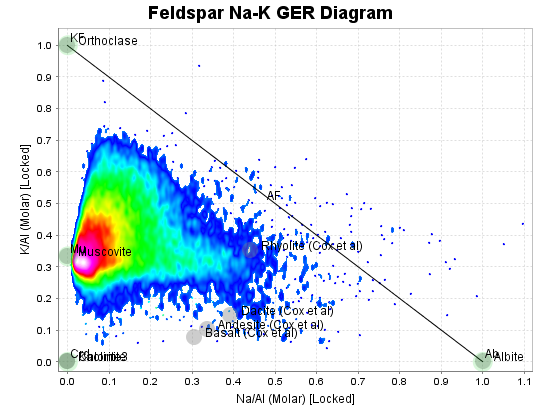 Feldspar Na-K GER Diagram
K/Al (Molar) [Locked]
1.0
0.9
0.8
0.7
0.6
0.5
0.4
0.3
0.2
0.1
0.0
KF
Orthoclase
AF
Rhyolite (Cox et al)
Muscovite
Dacite (Cox et al)
Andesite (Cox et al)
Basalt (Cox et al)
Ab
Albite
0.0 0.1 0.2 0.3 0.4 0.5 0.6 0.7 0.8 0.9 1.0 1.1
Na/Al (Molar) [Locked]